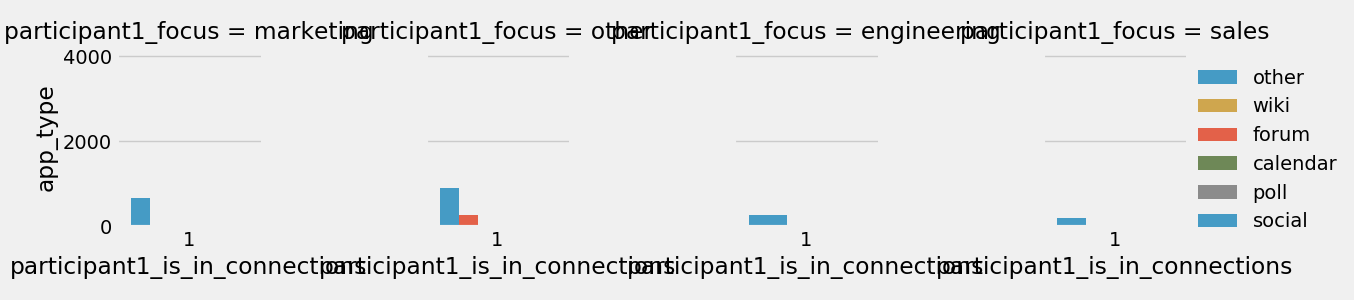 participant1_focus = marketing
participant1_focus = other
participant1_focus = engineering
participant1_focus = sales
4000
2000
0
app_type
1
1
1
1
participant1_is_in_connections
participant1_is_in_connections
participant1_is_in_connections
participant1_is_in_connections
other
wiki
forum
calendar
poll
social